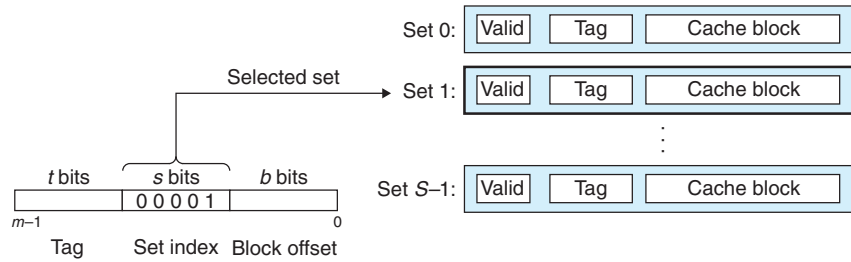 Set 0: Valid Tag Cache block
Selected set
Set 1: Valid Tag Cache block
t bits s bits b bits
Set S–1: Valid Tag Cache block
0 0 0 0 1
m–1 0
Tag Set index Block offset